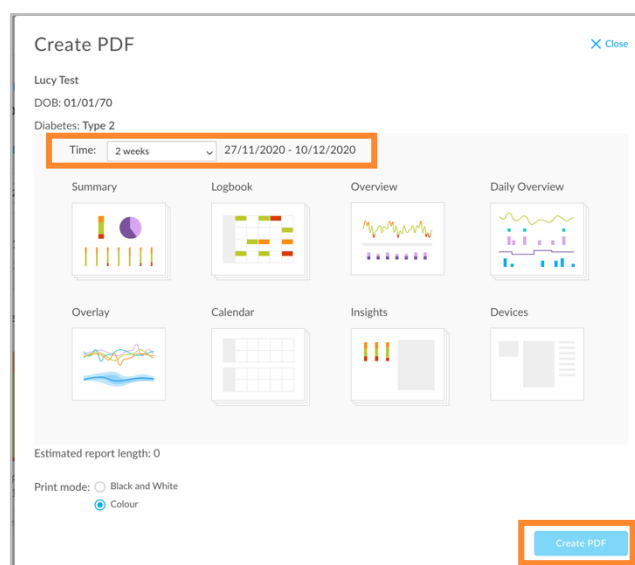 Create PDF
Close
Lucy Test
DOB: 01/01/70
Diabetes: Type 2
Time: 2 weeks 27/11/2020 - 10/12/2020
Summary Logbook Overview Daily Overview
Overlay Calendar Insights Devices
Estimated report length: 0
Print mode: Black and White
Colour
Create PDF